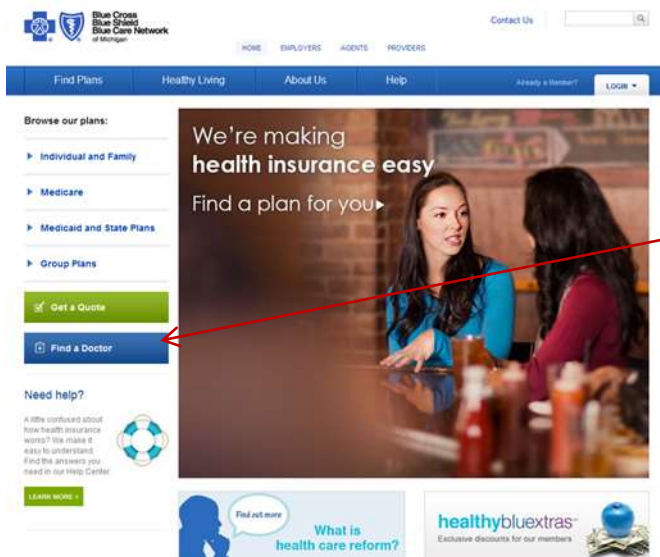 Blue Cross
Blue Shield
Blue Care Network
of Michigan
Contact Us
HOME EMPLOYERS AGENTS PROVIDERS
Find Plans Healthy Living About Us Help Already a Member? LOGIN
Browse our plans:
Individual and Family
Medicare
Medicaid and State Plans
Group Plans
Get a Quote
Find a Doctor
We're making
health insurance easy
Find a plan for you
Need help?
A little confused about
how health insurance
works? We make it
easy to understand.
Find the answers you
need in our Help Center
LEARN MORE >
Find out more
What is
health care reform?
healthybluextras℠
Exclusive discounts for our members